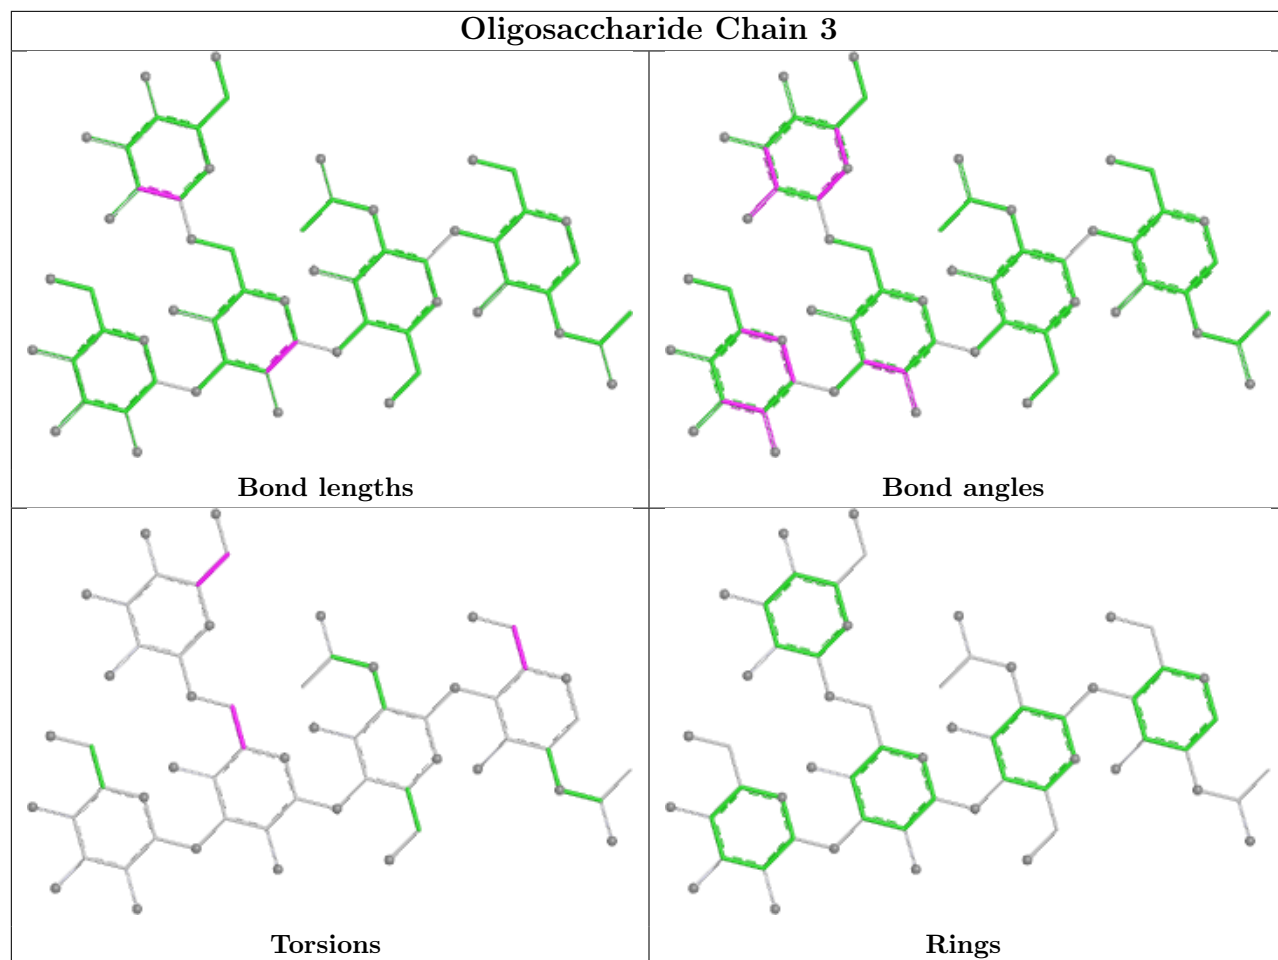 Oligosaccharide Chain 3
Bond lengths
Bond angles
Torsions
Rings